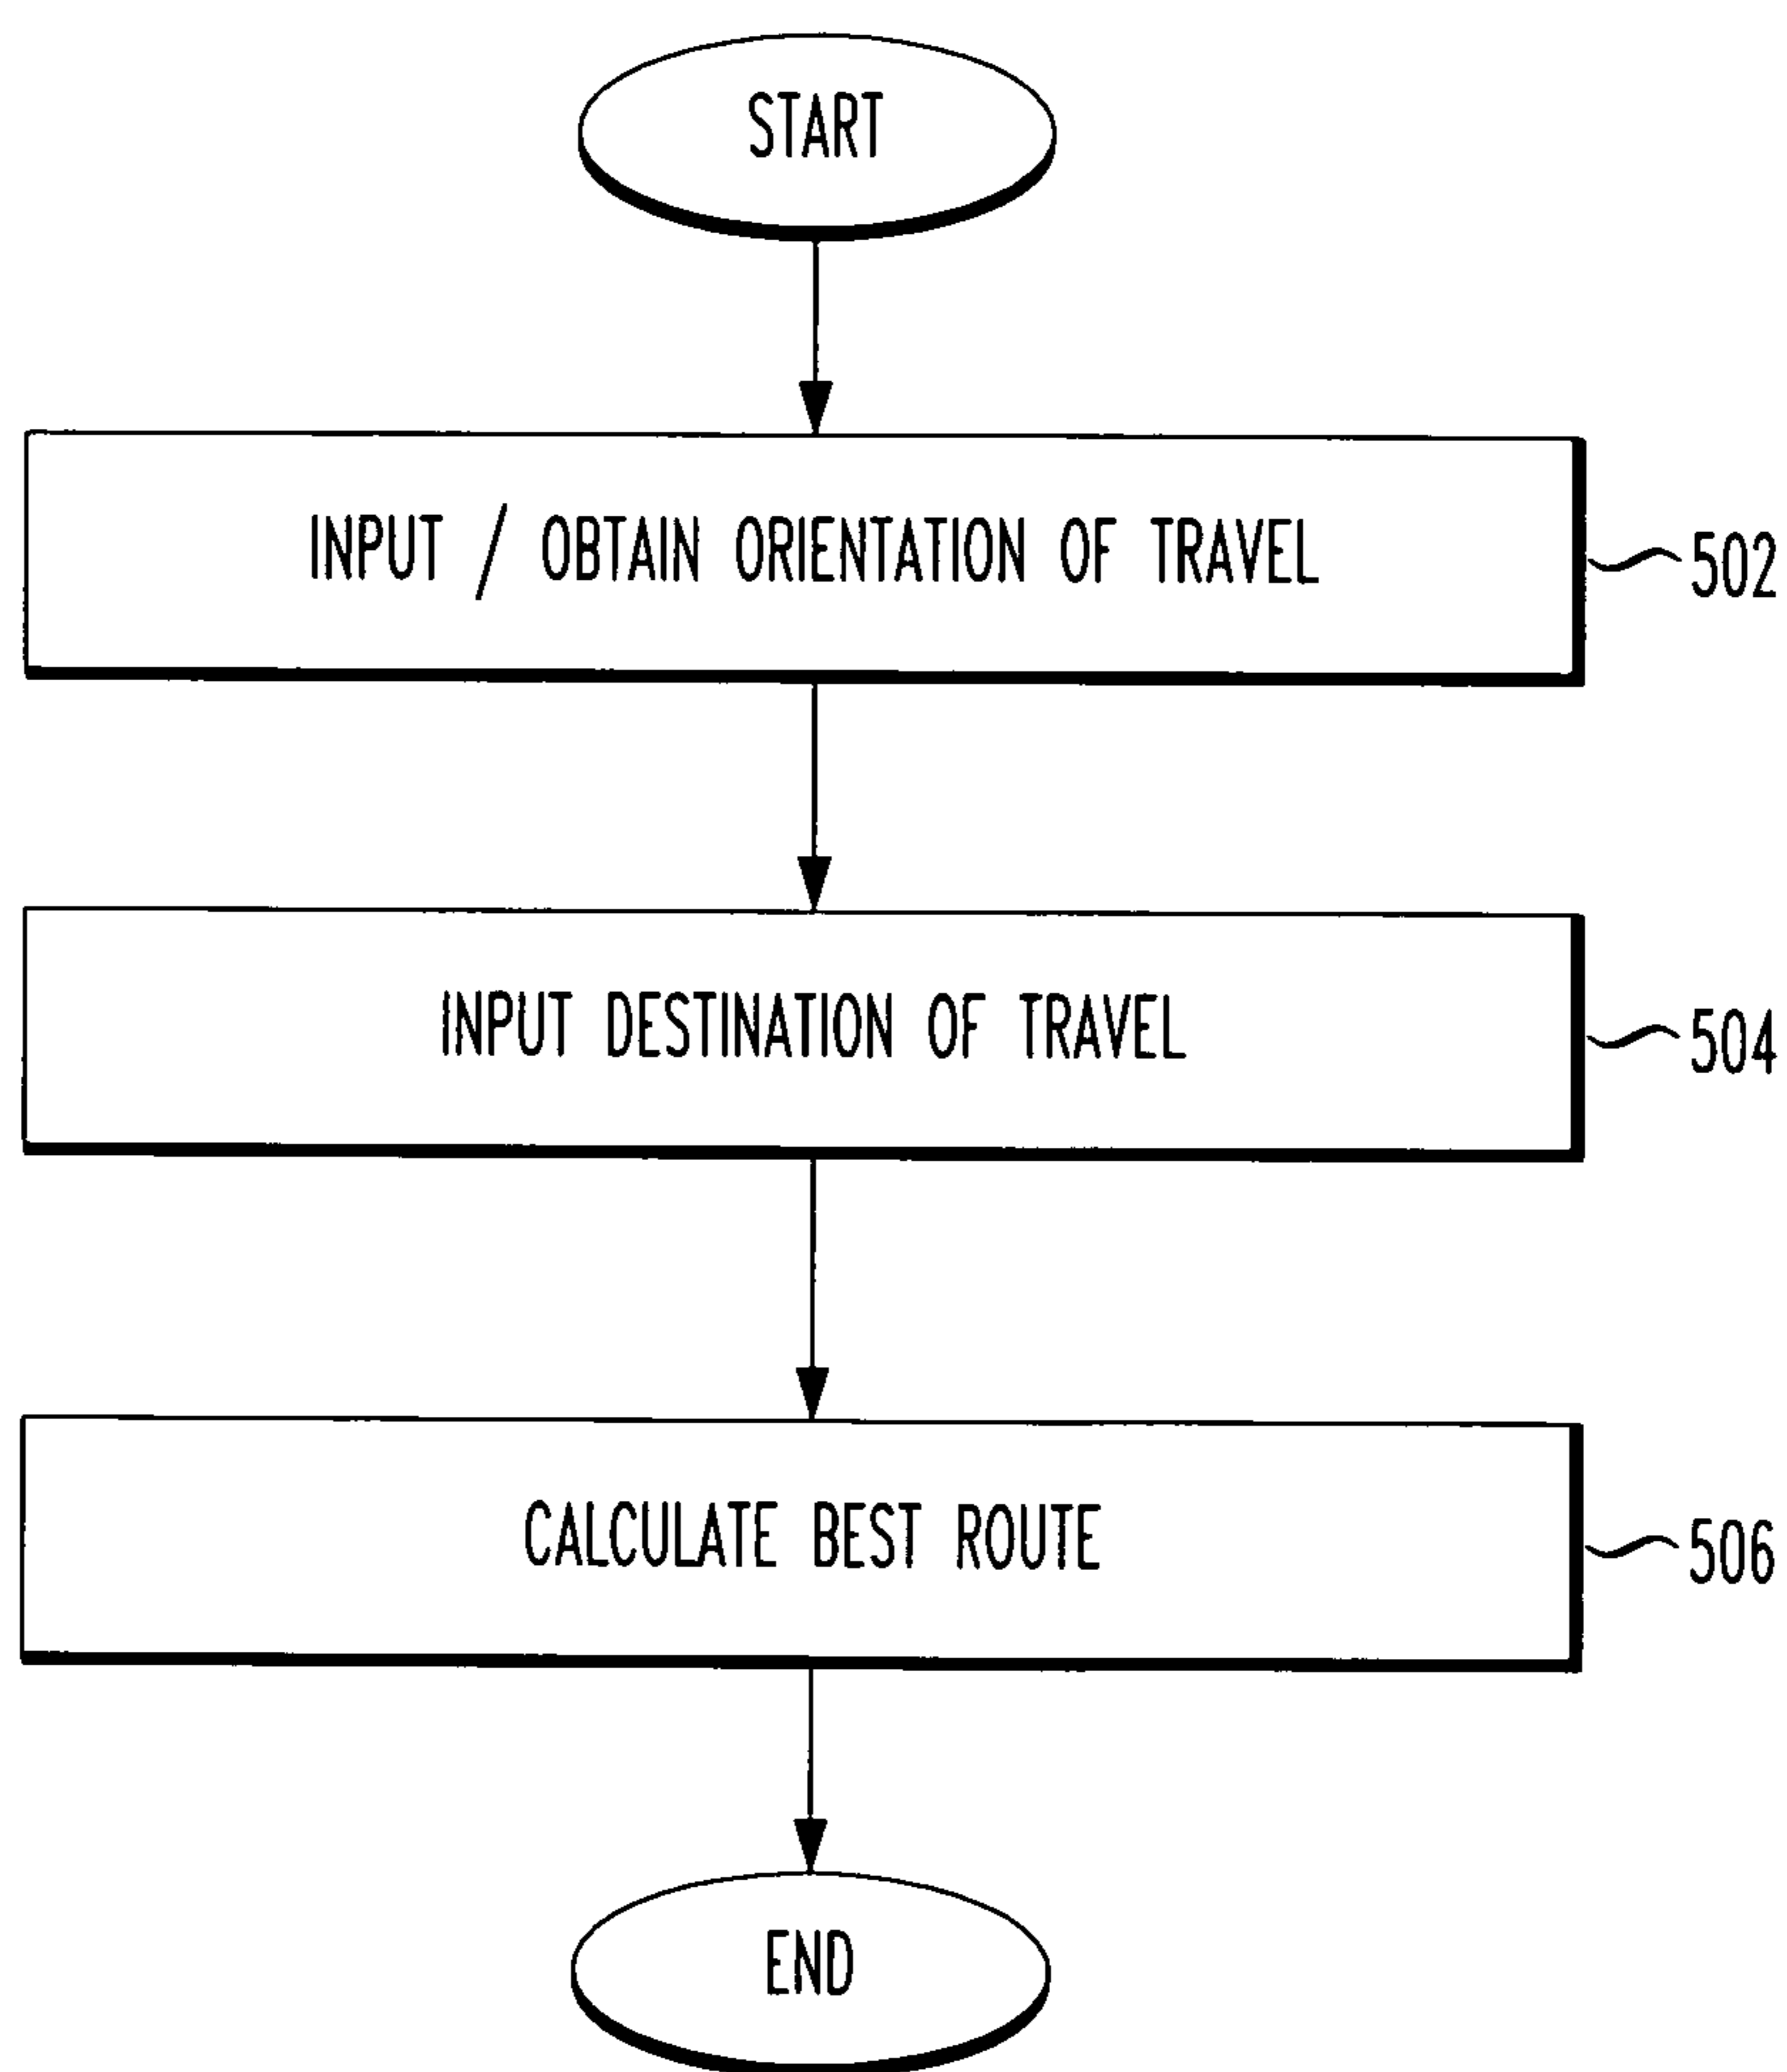 START
INPUT / OBTAIN ORIENTATION OF TRAVEL
502
INPUT DESTINATION OF TRAVEL
504
CALCULATE BEST ROUTE
506
END